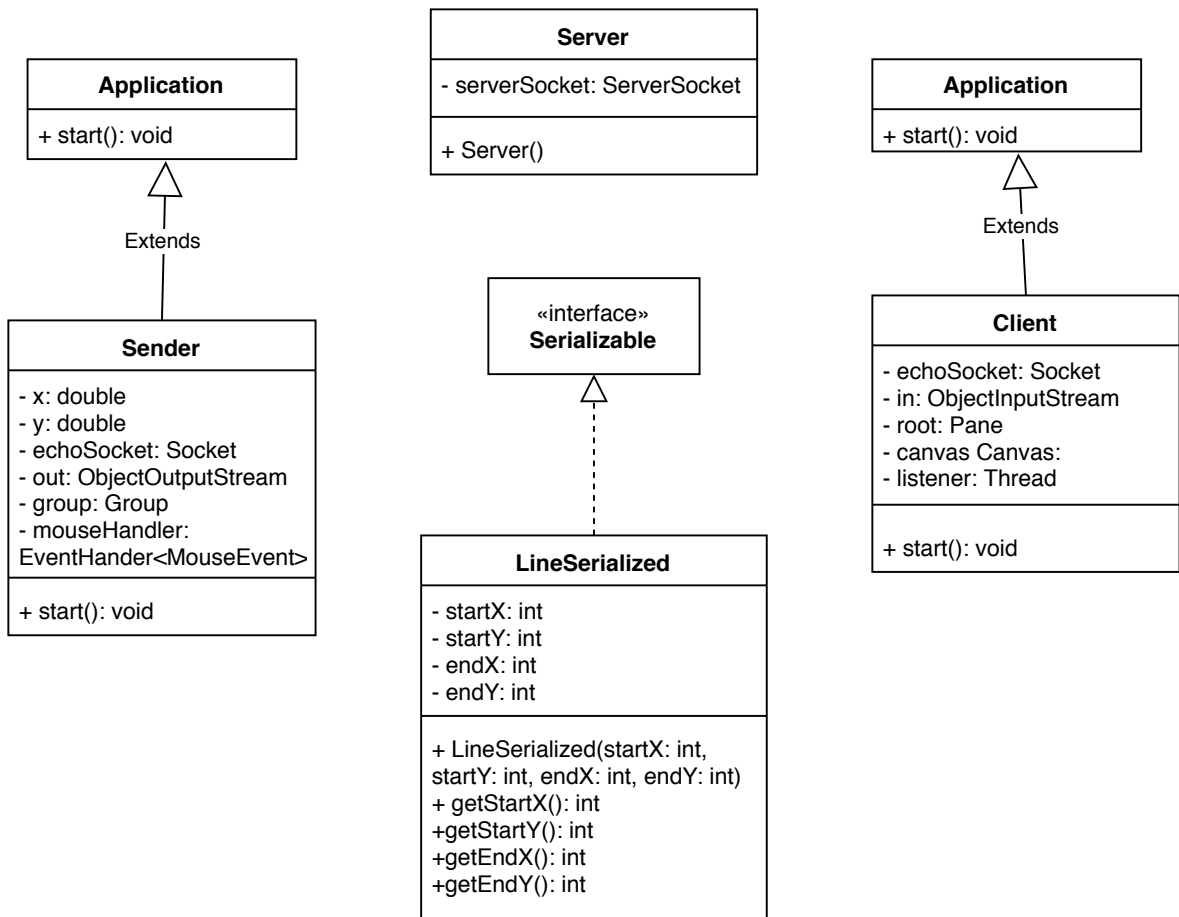 Application
+ start(): void
Extends
Sender
- x: double
- y: double
- echoSocket: Socket
- out: ObjectOutputStream
- group: Group
- mouseHandler:
EventHander<MouseEvent>
+ start(): void
Server
- serverSocket: ServerSocket
+ Server()
«interface»
Serializable
LineSerialized
- startX: int
- startY: int
- endX: int
- endY: int
+ LineSerialized(startX: int,
startY: int, endX: int, endY: int)
+ getStartX(): int
+getStartY(): int
+getEndX(): int
+getEndY(): int
Application
+ start(): void
Extends
Client
- echoSocket: Socket
- in: ObjectInputStream
- root: Pane
- canvas Canvas:
- listener: Thread
+ start(): void